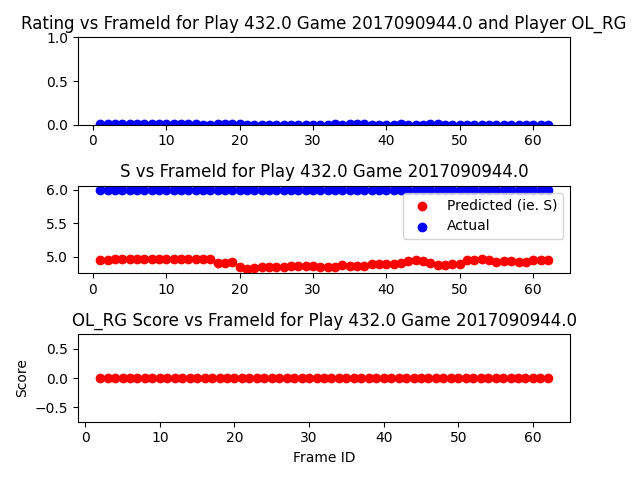 Rating vs FrameId for Play 432.0 Game 2017090944.0 and Player OL_RG
1.0
0.5
0.0
0 10 20 30 40 50 60
S vs FrameId for Play 432.0 Game 2017090944.0
6.0
5.5
5.0
Predicted (ie. S)
Actual
0 10 20 30 40 50 60
OL_RG Score vs FrameId for Play 432.0 Game 2017090944.0
Score
0.5
0.0
−0.5
0 10 20 30 40 50 60
Frame ID